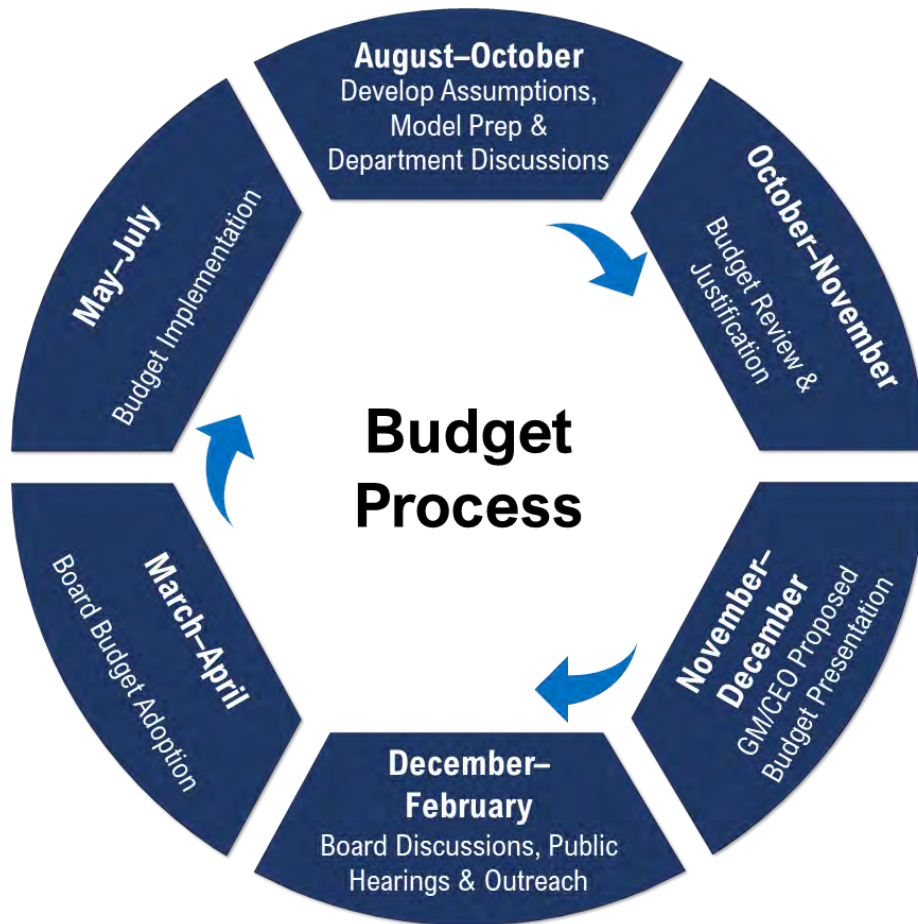 August–October
Develop Assumptions,
Model Prep &
Department Discussions
October–November
Budget Review &
Justification
November–
December
GM/CEO Proposed
Budget Presentation
December–
February
Board Discussions, Public
Hearings & Outreach
March–April
Board Budget Adoption
May–July
Budget Implementation
Budget
Process